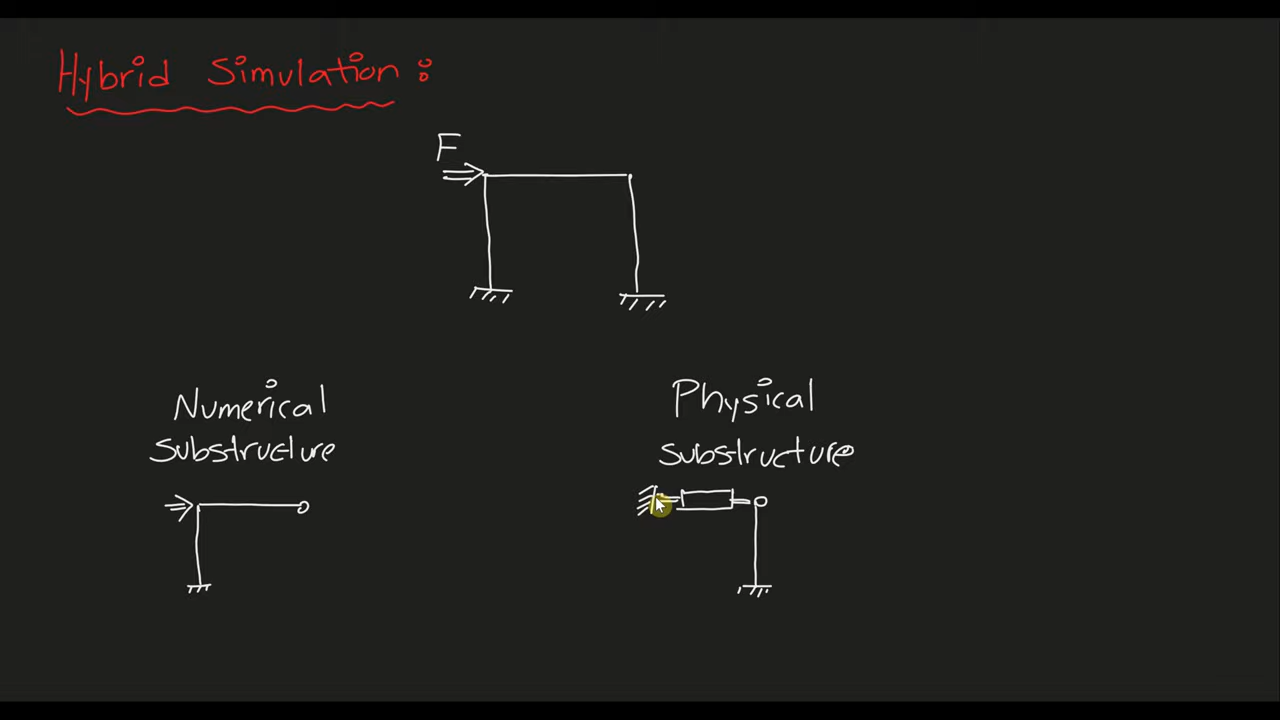 Hybrid Simulation:
F
Numerical
substructure
Physical
substructure